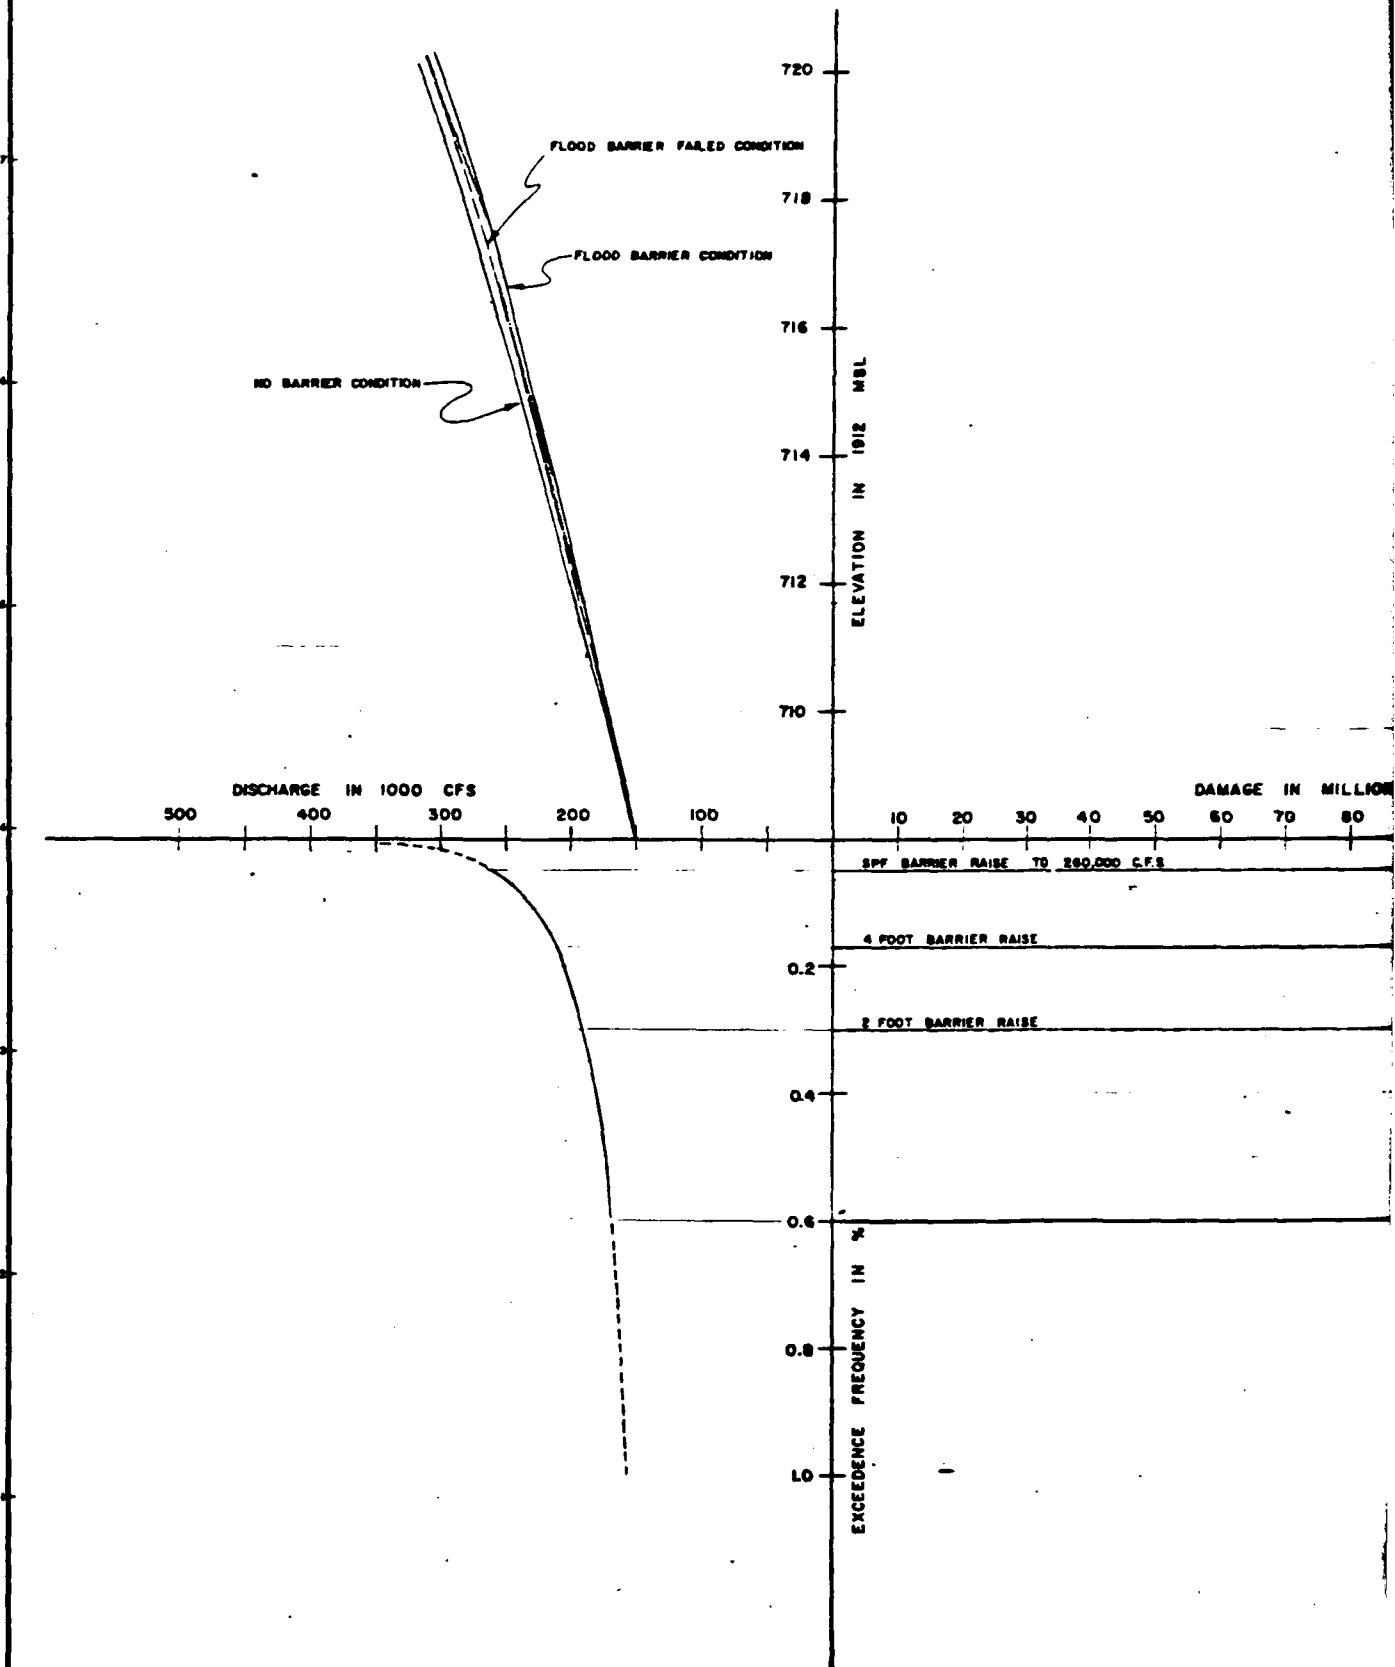 720
FLOOD BARRIER FAILED CONDITION
718
FLOOD BARRIER CONDITION
716
NO BARRIER CONDITION
714
712
710
ELEVATION IN 1912 MSL
DISCHARGE IN 1000 CFS
DAMAGE IN MILLION
500 400 300 200 100 10 20 30 40 50 60 70 80
SPF BARRIER RAISE TO 260,000 C.F.S
4 FOOT BARRIER RAISE
0.2
2 FOOT BARRIER RAISE
0.4
0.6
0.8
1.0
EXCEEDENCE FREQUENCY IN %